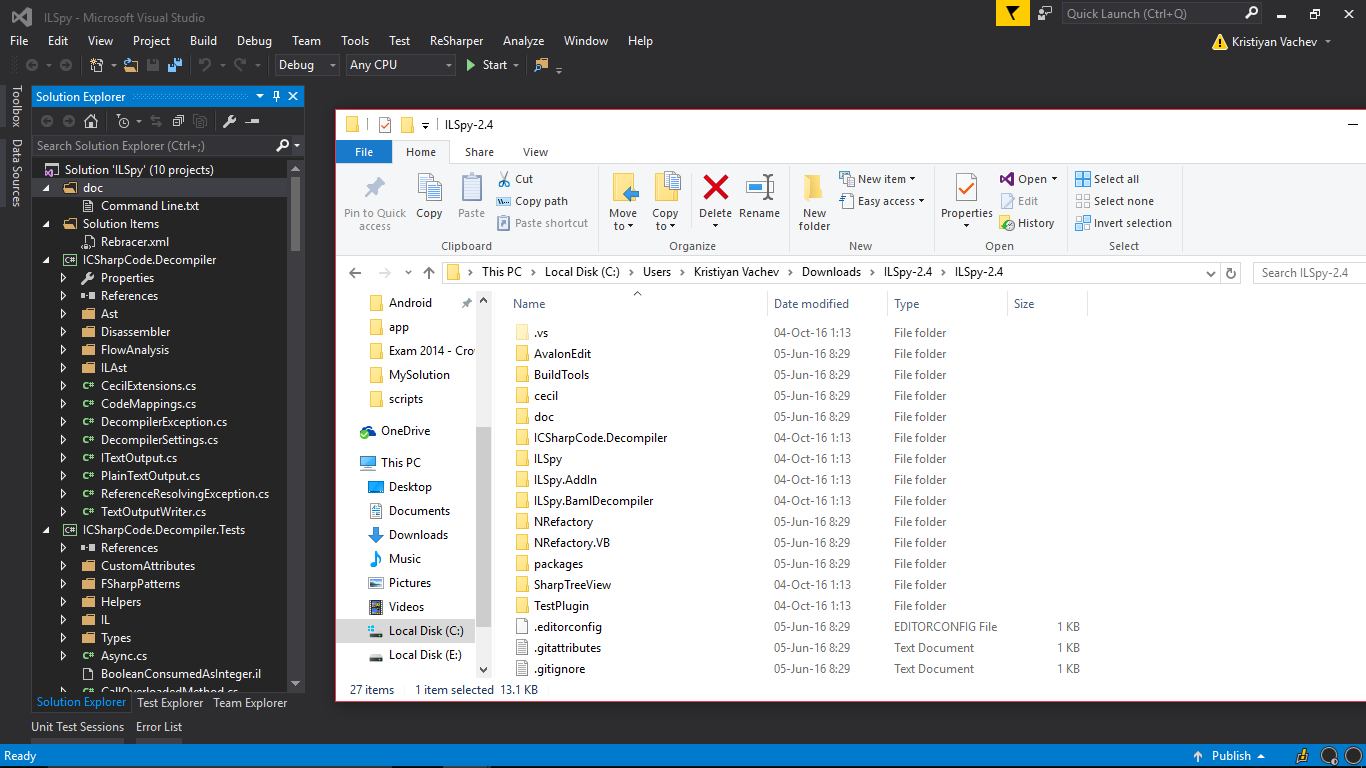 ILSpy - Microsoft Visual Studio
Quick Launch (Ctrl+Q)
File Edit View Project Build Debug Team Tools Test ReSharper Analyze Window Help
Kristiyan Vachev
Debug Any CPU Start
Toolbox
Data Sources
Solution Explorer
Search Solution Explorer (Ctrl+;)
Solution 'ILSpy' (10 projects)
doc
Command Line.txt
Solution Items
Rebracer.xml
ICSharpCode.Decompiler
Properties
References
Ast
Disassembler
FlowAnalysis
ILAst
CecilExtensions.cs
CodeMappings.cs
DecompilerException.cs
DecompilerSettings.cs
ITextOutput.cs
PlainTextOutput.cs
ReferenceResolvingException.cs
TextOutputWriter.cs
ICSharpCode.Decompiler.Tests
References
CustomAttributes
FSharpPatterns
Helpers
IL
Types
Async.cs
BooleanConsumedAsInteger.il
CallOverloadedMethod.cs
Solution Explorer Test Explorer Team Explorer
Unit Test Sessions Error List
Ready
Publish
ILSpy-2.4
File Home Share View
Pin to Quick access
Copy
Paste
Cut
Copy path
Paste shortcut
Clipboard
Move to
Copy to
Delete
Rename
Organize
New folder
New item
Easy access
New
Properties
Open
Edit
History
Open
Select all
Select none
Invert selection
Select
This PC Local Disk (C:) Users Kristiyan Vachev Downloads ILSpy-2.4 ILSpy-2.4
Search ILSpy-2.4
Android
app
Exam 2014 - Cro
MySolution
scripts
OneDrive
This PC
Desktop
Documents
Downloads
Music
Pictures
Videos
Local Disk (C:)
Local Disk (E:)
Name Date modified Type Size
.vs 04-Oct-16 1:13 File folder
AvalonEdit 05-Jun-16 8:29 File folder
BuildTools 05-Jun-16 8:29 File folder
cecil 05-Jun-16 8:29 File folder
doc 05-Jun-16 8:29 File folder
ICSharpCode.Decompiler 04-Oct-16 1:13 File folder
ILSpy 04-Oct-16 1:13 File folder
ILSpy.AddIn 04-Oct-16 1:13 File folder
ILSpy.BamlDecompiler 04-Oct-16 1:13 File folder
NRefactory 05-Jun-16 8:29 File folder
NRefactory.VB 05-Jun-16 8:29 File folder
packages 05-Jun-16 8:29 File folder
SharpTreeView 04-Oct-16 1:13 File folder
TestPlugin 04-Oct-16 1:13 File folder
.editorconfig 05-Jun-16 8:29 EDITORCONFIG File 1 KB
.gitattributes 05-Jun-16 8:29 Text Document 1 KB
.gitignore 05-Jun-16 8:29 Text Document 1 KB
27 items 1 item selected 13.1 KB